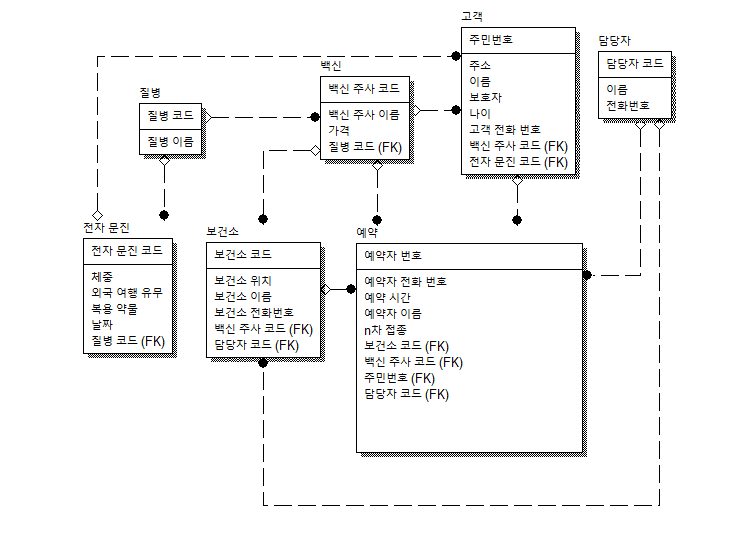 고객
주민번호
주소
이름
보호자
나이
고객 전화 번호
백신 주사 코드 (FK)
전자 문진 코드 (FK)
담당자
담당자 코드
이름
전화번호
백신
백신 주사 코드
백신 주사 이름
가격
질병 코드 (FK)
질병
질병 코드
질병 이름
전자 문진
전자 문진 코드
체중
외국 여행 유무
복용 약물
날짜
질병 코드 (FK)
보건소
보건소 코드
보건소 위치
보건소 이름
보건소 전화번호
백신 주사 코드 (FK)
담당자 코드 (FK)
예약
예약자 번호
예약자 전화 번호
예약 시간
예약자 이름
n차 접종
보건소 코드 (FK)
백신 주사 코드 (FK)
주민번호 (FK)
담당자 코드 (FK)